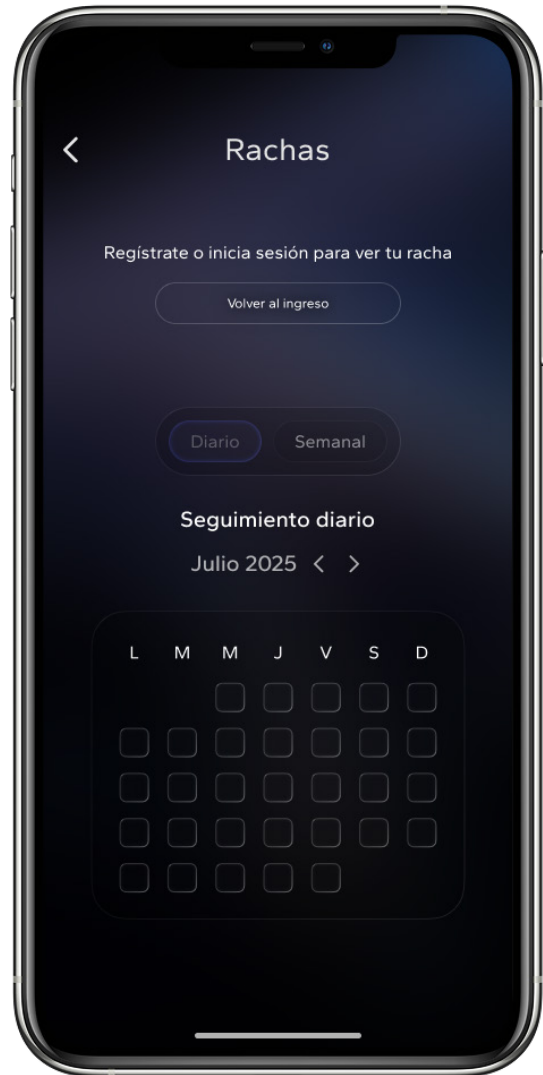 Rachas
Regístrate o inicia sesión para ver tu racha
Volver al ingreso
Diario Semanal
Seguimiento diario
Julio 2025
L M M J V S D